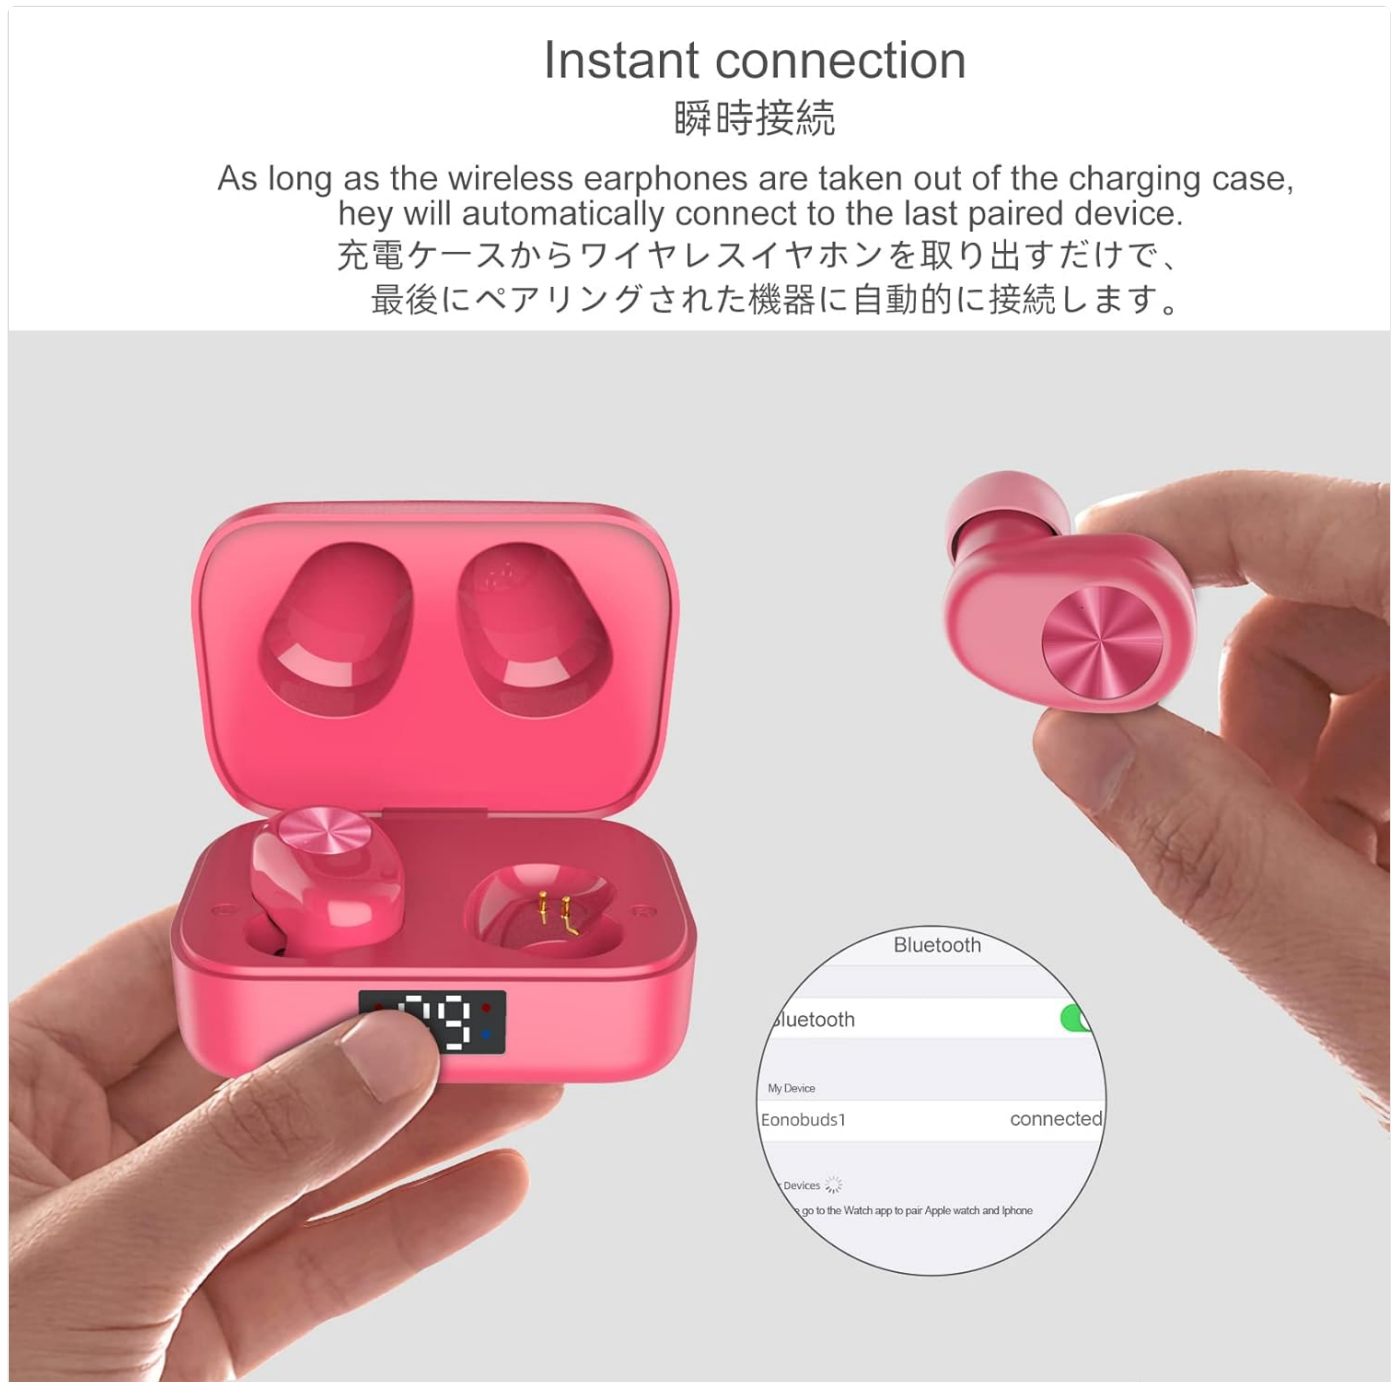 Instant connection
瞬時接続
As long as the wireless earphones are taken out of the charging case,
hey will automatically connect to the last paired device.
充電ケースからワイヤレスイヤホンを取り出すだけで、
最後にペアリングされた機器に自動的に接続します。
Bluetooth
luetooth
My Device
Eonobuds1 connected
Devices
go to the Watch app to pair Apple watch and Iphone